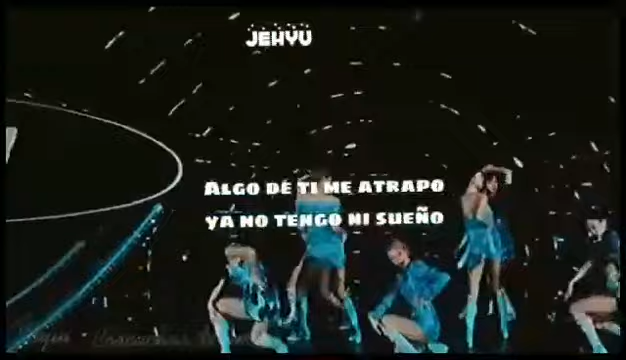 JEHYU
ALGO DE TI ME ATRAPO
YA NO TENGO NI SUEÑO